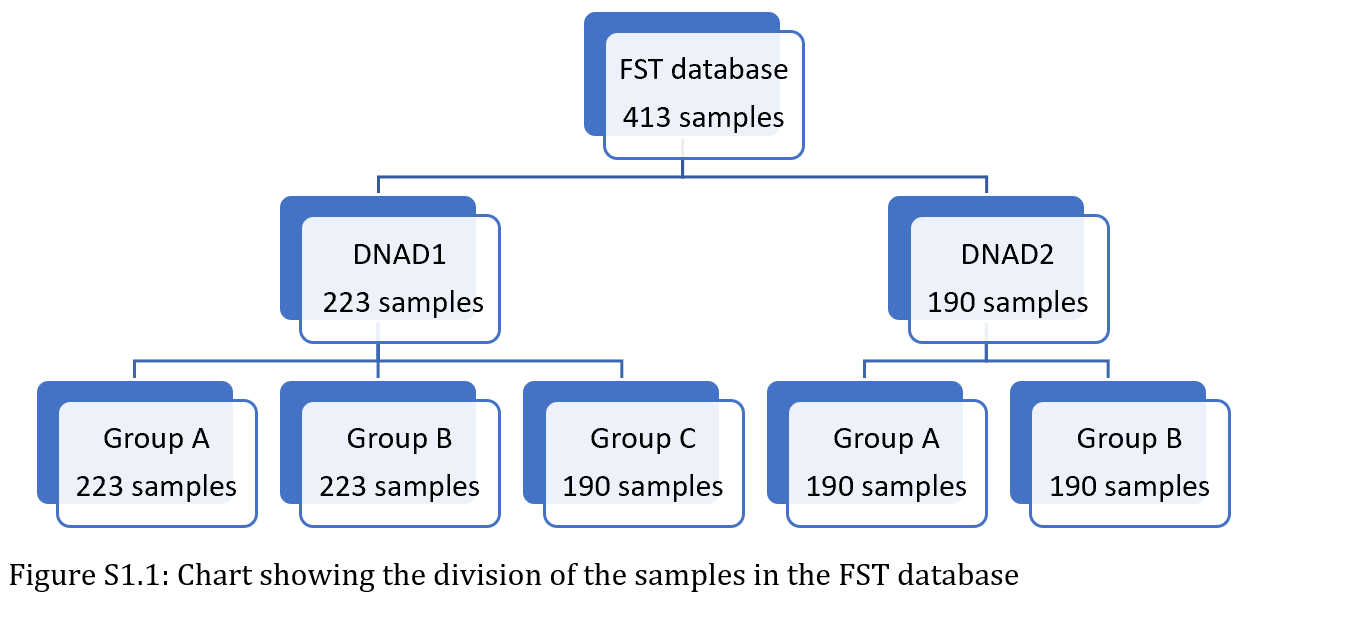 FST database
413 samples
DNAD1
223 samples
DNAD2
190 samples
Group A
223 samples
Group B
223 samples
Group C
190 samples
Group A
190 samples
Group B
190 samples
Figure S1.1: Chart showing the division of the samples in the FST database